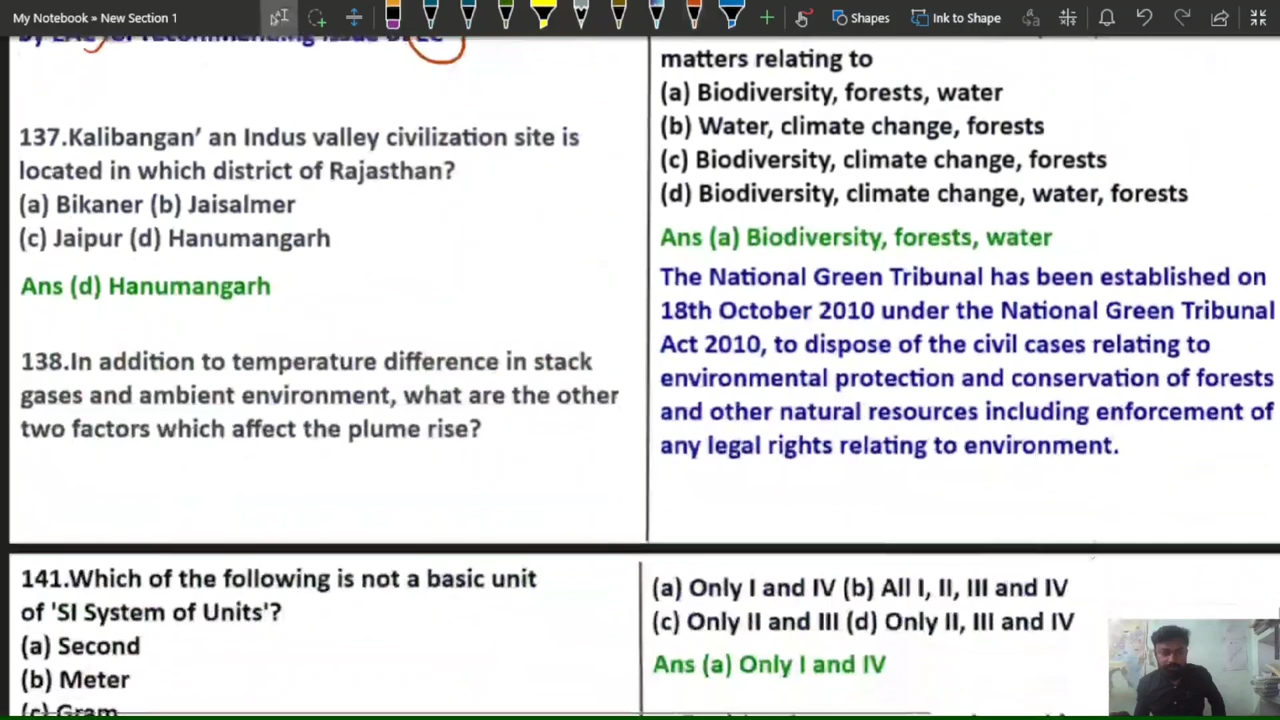 My Notebook » New Section 1
Shapes
Ink to Shape
137.Kalibangan’ an Indus valley civilization site is
located in which district of Rajasthan?
(a) Bikaner (b) Jaisalmer
(c) Jaipur (d) Hanumangarh
Ans (d) Hanumangarh
138.In addition to temperature difference in stack
gases and ambient environment, what are the other
two factors which affect the plume rise?
matters relating to
(a) Biodiversity, forests, water
(b) Water, climate change, forests
(c) Biodiversity, climate change, forests
(d) Biodiversity, climate change, water, forests
Ans (a) Biodiversity, forests, water
The National Green Tribunal has been established on
18th October 2010 under the National Green Tribunal
Act 2010, to dispose of the civil cases relating to
environmental protection and conservation of forests
and other natural resources including enforcement of
any legal rights relating to environment.
141.Which of the following is not a basic unit
of 'SI System of Units'?
(a) Second
(b) Meter
(c) Gram
(a) Only I and IV (b) All I, II, III and IV
(c) Only II and III (d) Only II, III and IV
Ans (a) Only I and IV